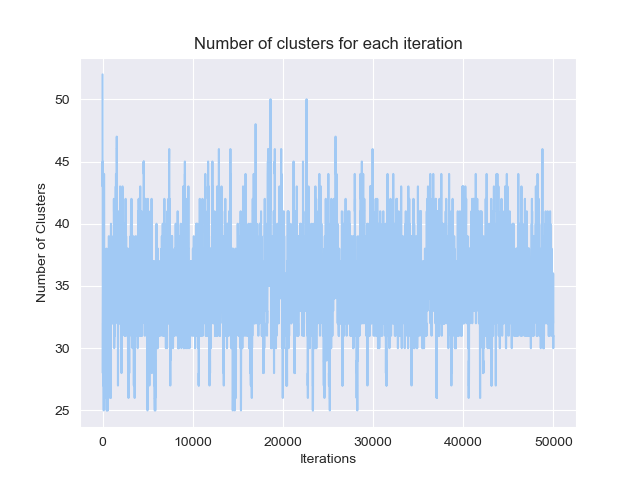 Number of clusters for each iteration
Number of Clusters
50
45
40
35
30
25
0 10000 20000 30000 40000 50000
Iterations